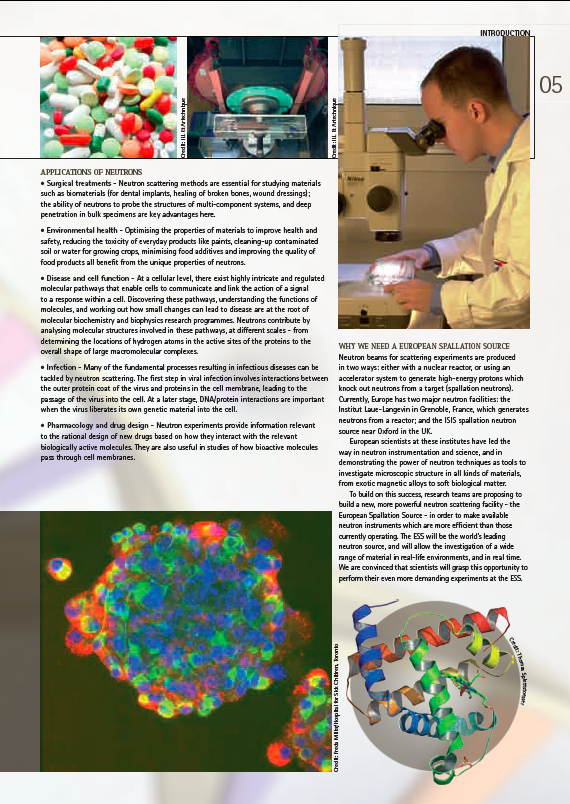 INTRODUCTION
05
Credit: ILL El Artechnique
Credit: ILL El Artechnique
APPLICATIONS OF NEUTRONS
• Surgical treatments – Neutron scattering methods are essential for studying materials
such as biomaterials (for dental implants, healing of broken bones, wound dressings);
the ability of neutrons to probe the structures of multi-component systems, and deep
penetration in bulk specimens are key advantages here.
• Environmental health – Optimising the properties of materials to improve health and
safety, reducing the toxicity of everyday products like paints, cleaning-up contaminated
soil or water for growing crops, minimising food additives and improving the quality of
food products all benefit from the unique properties of neutrons.
• Disease and cell function – At a cellular level, there exist highly intricate and regulated
molecular pathways that enable cells to communicate and link the action of a signal
to a response within a cell. Discovering these pathways, understanding the functions of
molecules, and working out how small changes can lead to disease are at the root of
molecular biochemistry and biophysics research programmes. Neutrons contribute by
analysing molecular structures involved in these pathways, at different scales – from
determining the locations of hydrogen atoms in the active sites of the proteins to the
overall shape of large macromolecular complexes.
• Infection – Many of the fundamental processes resulting in infectious diseases can be
tackled by neutron scattering. The first step in viral infection involves interactions between
the outer protein coat of the virus and proteins in the cell membrane, leading to the
passage of the virus into the cell. At a later stage, DNA/protein interactions are important
when the virus liberates its own genetic material into the cell.
• Pharmacology and drug design – Neutron experiments provide information relevant
to the rational design of new drugs based on how they interact with the relevant
biologically active molecules. They are also useful in studies of how bioactive molecules
pass through cell membranes.
Nikon
WHY WE NEED A EUROPEAN SPALLATION SOURCE
Neutron beams for scattering experiments are produced
in two ways: either with a nuclear reactor, or using an
accelerator system to generate high-energy protons which
knock out neutrons from a target (spallation neutrons).
Currently, Europe has two major neutron facilities: the
Institut Laue-Langevin in Grenoble, France, which generates
neutrons from a reactor; and the ISIS spallation neutron
source near Oxford in the UK.
European scientists at these institutes have led the
way in neutron instrumentation and science, and in
demonstrating the power of neutron techniques as tools to
investigate microscopic structure in all kinds of materials,
from exotic magnetic alloys to soft biological matter.
To build on this success, research teams are proposing to
build a new, more powerful neutron scattering facility – the
European Spallation Source – in order to make available
neutron instruments which are more efficient than those
currently operating. The ESS will be the world's leading
neutron source, and will allow the investigation of a wide
range of material in real-life environments, and in real time.
We are convinced that scientists will grasp this opportunity to
perform their even more demanding experiments at the ESS.
Hospital for Sick Children, Toronto
Credit: Thomas Splettstoesser